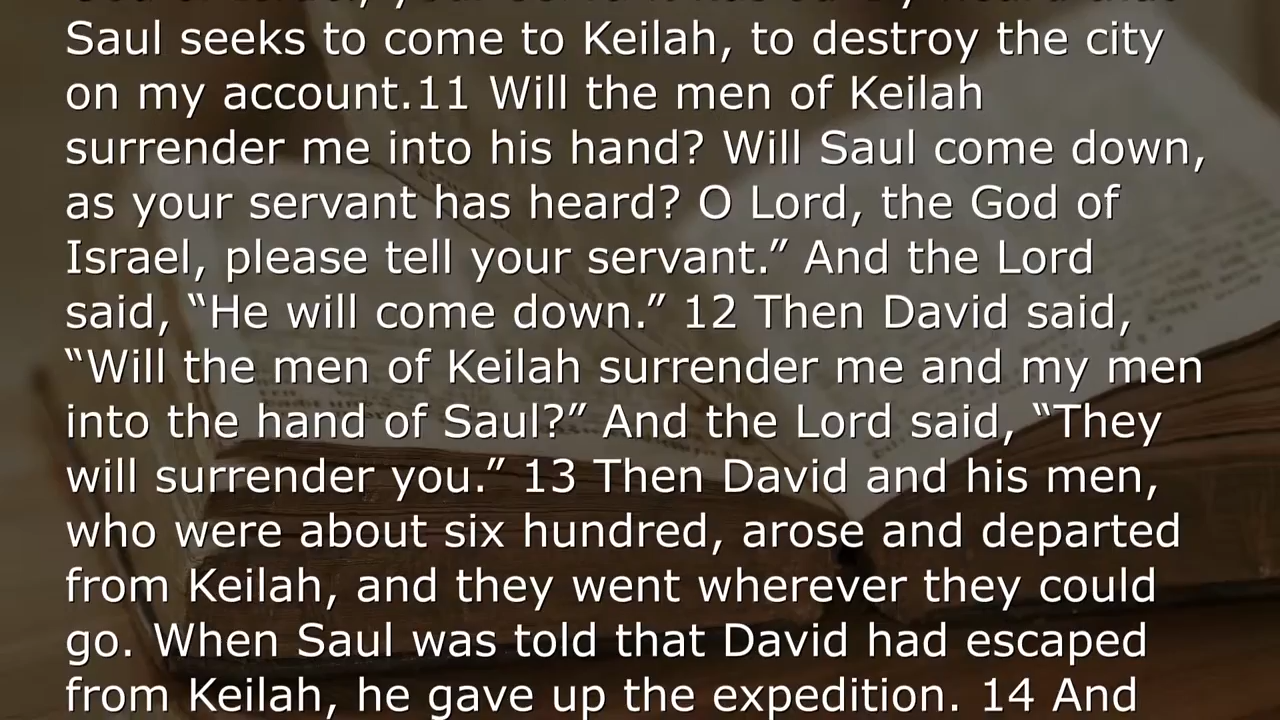 Saul seeks to come to Keilah, to destroy the city
on my account.11 Will the men of Keilah
surrender me into his hand? Will Saul come down,
as your servant has heard? O Lord, the God of
Israel, please tell your servant.” And the Lord
said, “He will come down.” 12 Then David said,
“Will the men of Keilah surrender me and my men
into the hand of Saul?” And the Lord said, “They
will surrender you.” 13 Then David and his men,
who were about six hundred, arose and departed
from Keilah, and they went wherever they could
go. When Saul was told that David had escaped
from Keilah, he gave up the expedition. 14 And